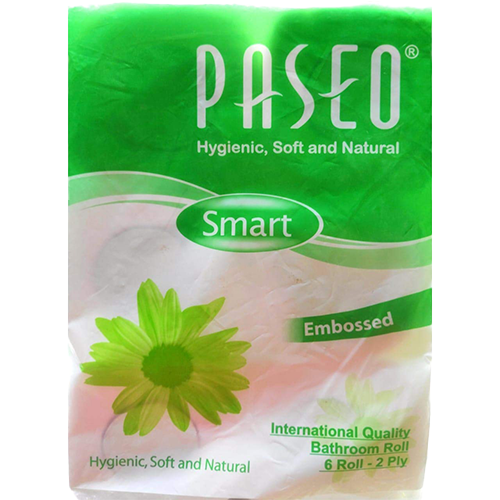 PASEO®
Hygienic, Soft and Natural
Smart
Embossed
International Quality
Bathroom Roll
6 Roll - 2 Ply
Hygienic, Soft and Natural